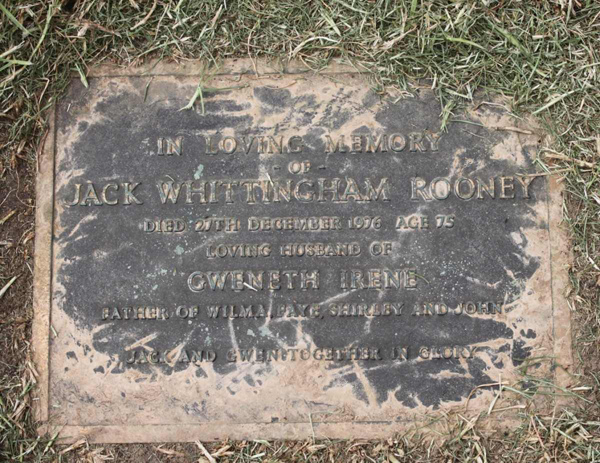 IN LOVING MEMORY
- OF -
JACK WHITTINGHAM ROONEY
DIED 27TH DECEMBER 1976 AGE 75
LOVING HUSBAND OF
GWENETH IRENE
FATHER OF WILMA, FAYE, SHIRLEY AND JOHN
JACK AND GWEN TOGETHER IN GLORY